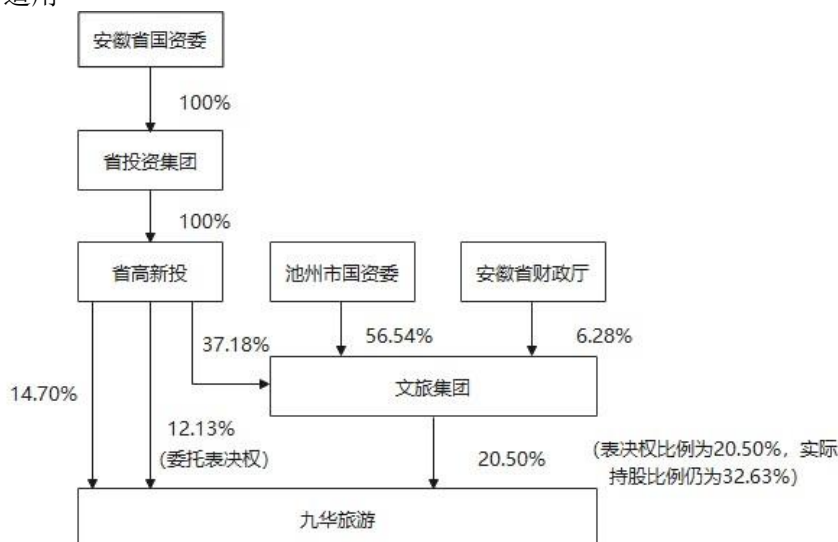 适用
安徽省国资委
100%
省投资集团
100%
省高新投
池州市国资委
安徽省财政厅
37.18%
56.54%
6.28%
14.70%
文旅集团
12.13%
(委托表决权)
20.50%
(表决权比例为20.50%，实际
持股比例仍为32.63%)
九华旅游